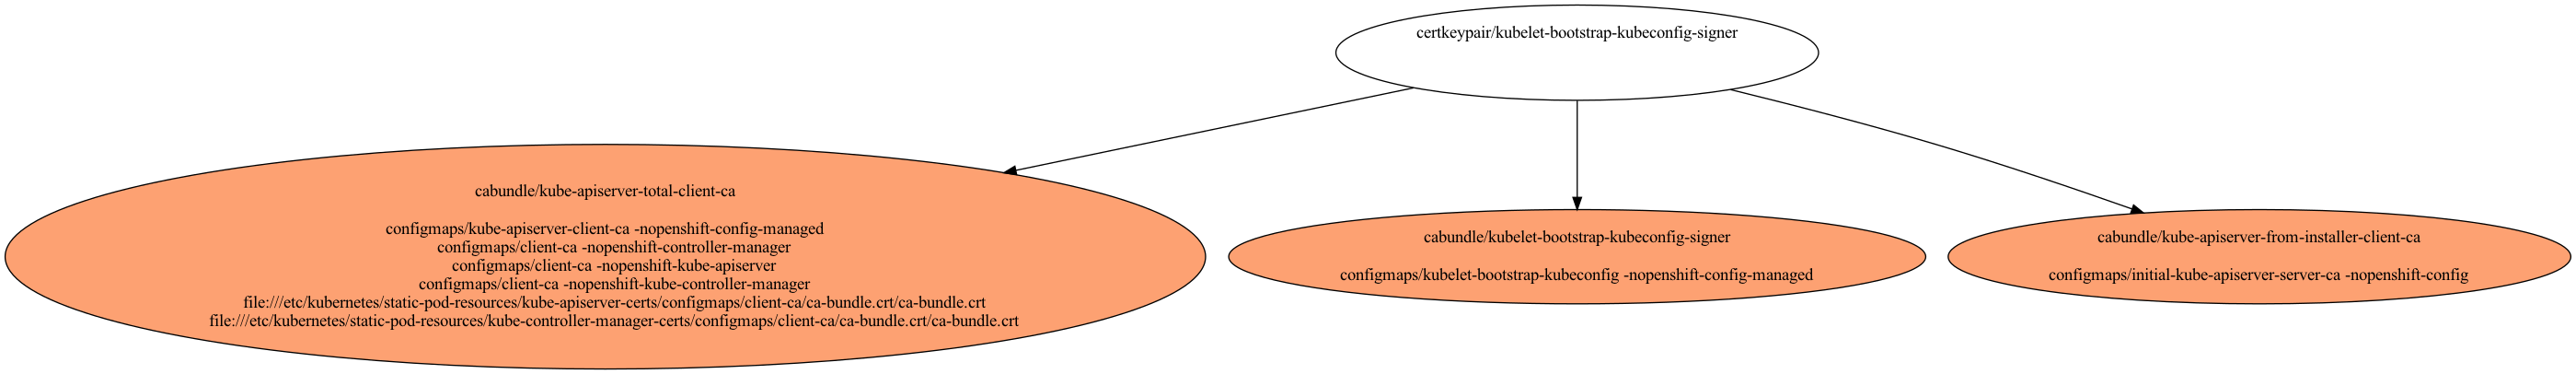 certkeypair/kubelet-bootstrap-kubeconfig-signer
cabundle/kube-apiserver-total-client-ca
configmaps/kube-apiserver-client-ca -nopenshift-config-managed
configmaps/client-ca -nopenshift-controller-manager
configmaps/client-ca -nopenshift-kube-apiserver
configmaps/client-ca -nopenshift-kube-controller-manager
file:///etc/kubernetes/static-pod-resources/kube-apiserver-certs/configmaps/client-ca/ca-bundle.crt/ca-bundle.crt
file:///etc/kubernetes/static-pod-resources/kube-controller-manager-certs/configmaps/client-ca/ca-bundle.crt/ca-bundle.crt
cabundle/kubelet-bootstrap-kubeconfig-signer
configmaps/kubelet-bootstrap-kubeconfig -nopenshift-config-managed
cabundle/kube-apiserver-from-installer-client-ca
configmaps/initial-kube-apiserver-server-ca -nopenshift-config